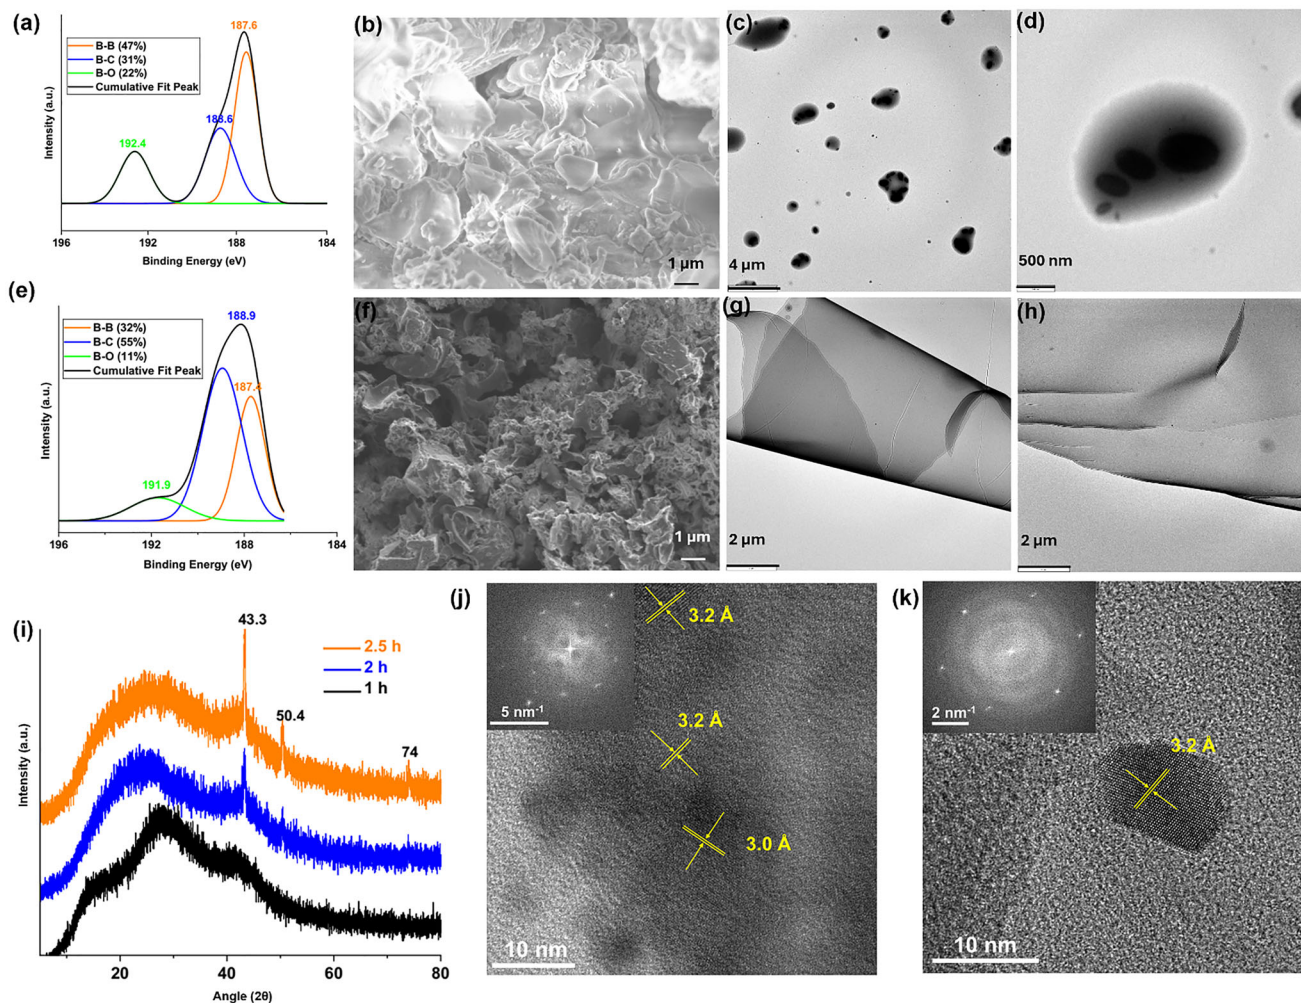 (a)
187.6
B-B (47%)
B-C (31%)
B-O (22%)
Cumulative Fit Peak
188.6
192.4
Intensity (a.u.)
196 192 188 184
Binding Energy (eV)
(b)
1 µm
(c)
4 µm
(d)
500 nm
(e)
188.9
B-B (32%)
B-C (55%)
B-O (11%)
Cumulative Fit Peak
187.4
191.9
Intensity (a.u.)
196 192 188 184
Binding Energy (eV)
(f)
1 µm
(g)
2 µm
(h)
2 µm
(i)
43.3
2.5 h
2 h
1 h
50.4
74
Intensity (a.u.)
20 40 60 80
Angle (2θ)
(j)
3.2 Å
5 nm⁻¹
3.2 Å
3.0 Å
10 nm
(k)
2 nm⁻¹
3.2 Å
10 nm